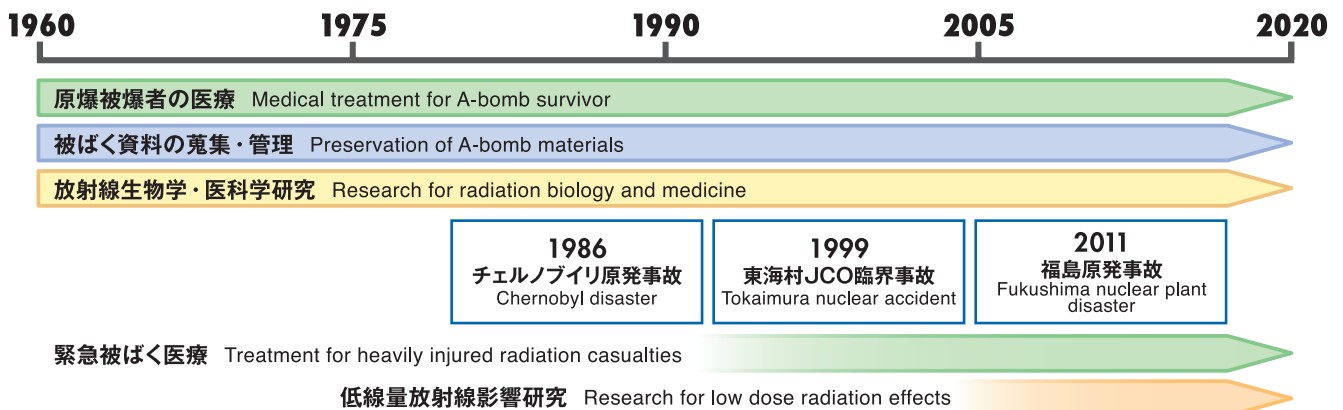 1960 1975 1990 2005 2020
原爆被爆者の医療 Medical treatment for A-bomb survivor
被ばく資料の蒐集・管理 Preservation of A-bomb materials
放射線生物学・医科学研究 Research for radiation biology and medicine
1986
チェルノブイリ原発事故
Chernobyl disaster
1999
東海村JCO臨界事故
Tokaimura nuclear accident
2011
福島原発事故
Fukushima nuclear plant
disaster
緊急被ばく医療 Treatment for heavily injured radiation casualties
低線量放射線影響研究 Research for low dose radiation effects